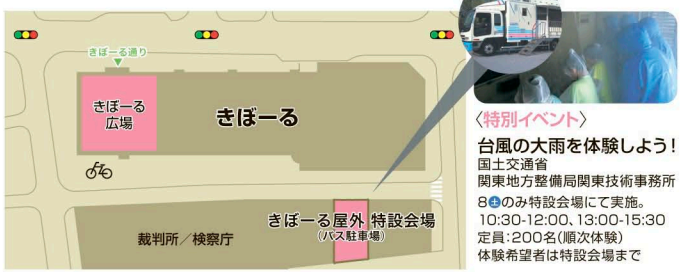 きぼーる通り
きぼーる
広場
きぼーる
きぼーる屋外 特設会場
(バス駐車場)
裁判所／検察庁
〈特別イベント〉
台風の大雨を体験しよう!
国土交通省
関東地方整備局関東技術事務所
8土のみ特設会場にて実施。
10:30-12:00、13:00-15:30
定員:200名(順次体験)
体験希望者は特設会場まで